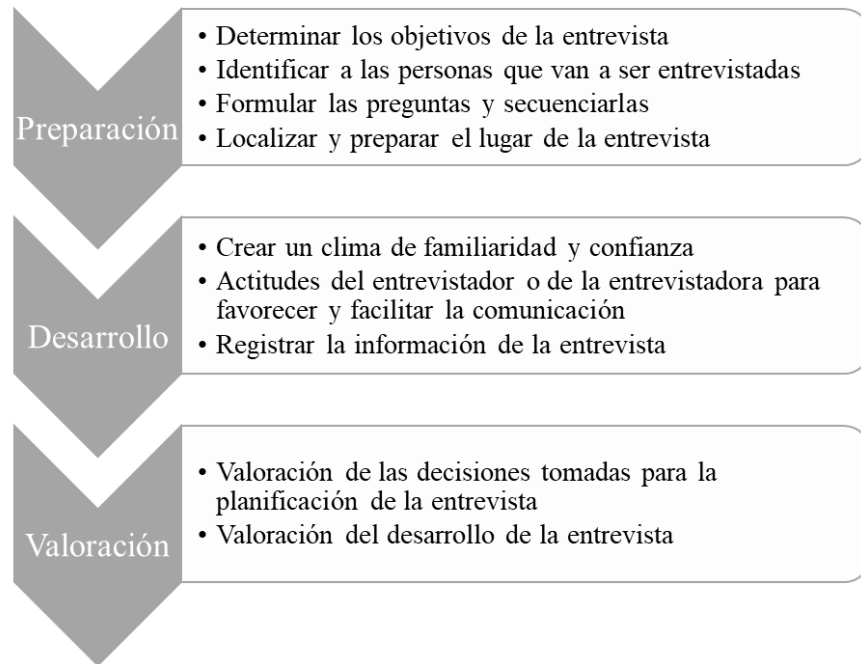 Preparación
• Determinar los objetivos de la entrevista
• Identificar a las personas que van a ser entrevistadas
• Formular las preguntas y secuenciarlas
• Localizar y preparar el lugar de la entrevista
Desarrollo
• Crear un clima de familiaridad y confianza
• Actitudes del entrevistador o de la entrevistadora para
favorecer y facilitar la comunicación
• Registrar la información de la entrevista
Valoración
• Valoración de las decisiones tomadas para la
planificación de la entrevista
• Valoración del desarrollo de la entrevista